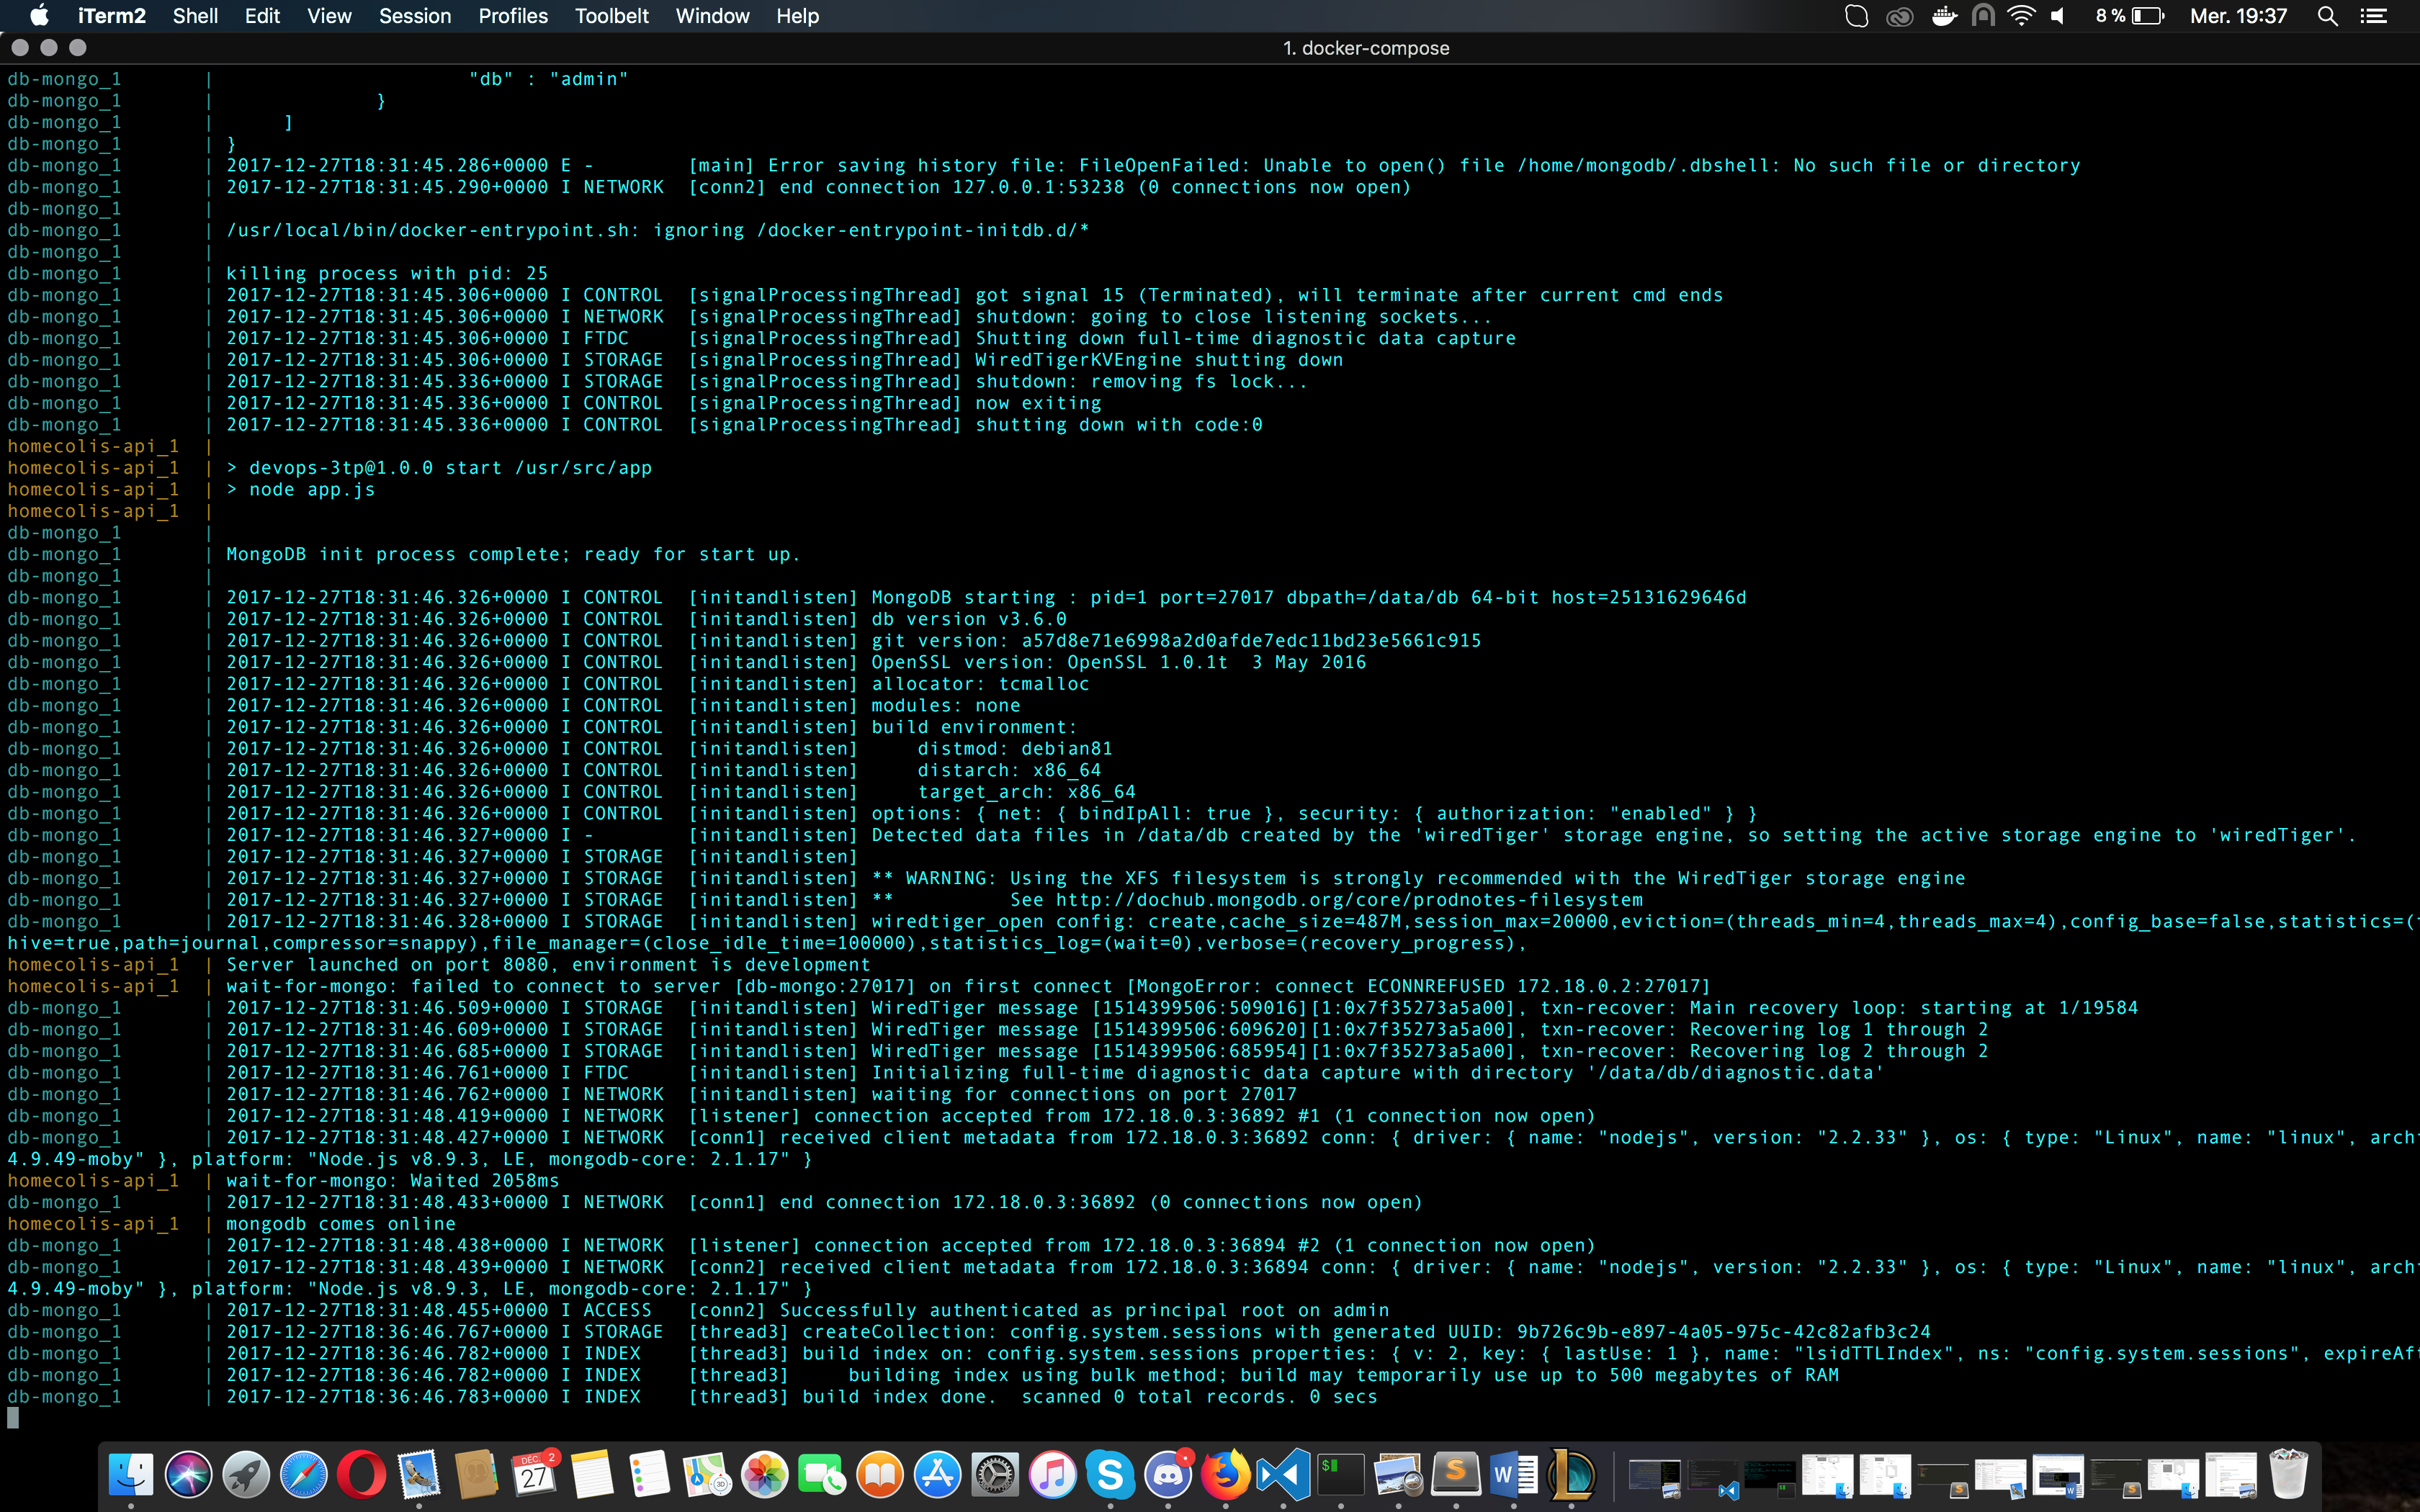 iTerm2 Shell Edit View Session Profiles Toolbelt Window Help 8 % Mer. 19:37
1. docker-compose
db-mongo_1 | "db" : "admin"
db-mongo_1 | }
db-mongo_1 | ]
db-mongo_1 | }
db-mongo_1 | 2017-12-27T18:31:45.286+0000 E - [main] Error saving history file: FileOpenFailed: Unable to open() file /home/mongodb/.dbshell: No such file or directory
db-mongo_1 | 2017-12-27T18:31:45.290+0000 I NETWORK [conn2] end connection 127.0.0.1:53238 (0 connections now open)
db-mongo_1 |
db-mongo_1 | /usr/local/bin/docker-entrypoint.sh: ignoring /docker-entrypoint-initdb.d/*
db-mongo_1 |
db-mongo_1 | killing process with pid: 25
db-mongo_1 | 2017-12-27T18:31:45.306+0000 I CONTROL [signalProcessingThread] got signal 15 (Terminated), will terminate after current cmd ends
db-mongo_1 | 2017-12-27T18:31:45.306+0000 I NETWORK [signalProcessingThread] shutdown: going to close listening sockets...
db-mongo_1 | 2017-12-27T18:31:45.306+0000 I FTDC [signalProcessingThread] Shutting down full-time diagnostic data capture
db-mongo_1 | 2017-12-27T18:31:45.306+0000 I STORAGE [signalProcessingThread] WiredTigerKVEngine shutting down
db-mongo_1 | 2017-12-27T18:31:45.336+0000 I STORAGE [signalProcessingThread] shutdown: removing fs lock...
db-mongo_1 | 2017-12-27T18:31:45.336+0000 I CONTROL [signalProcessingThread] now exiting
db-mongo_1 | 2017-12-27T18:31:45.336+0000 I CONTROL [signalProcessingThread] shutting down with code:0
homecolis-api_1 |
homecolis-api_1 | > devops-3tp@1.0.0 start /usr/src/app
homecolis-api_1 | > node app.js
homecolis-api_1 |
db-mongo_1 |
db-mongo_1 | MongoDB init process complete; ready for start up.
db-mongo_1 |
db-mongo_1 | 2017-12-27T18:31:46.326+0000 I CONTROL [initandlisten] MongoDB starting : pid=1 port=27017 dbpath=/data/db 64-bit host=25131629646d
db-mongo_1 | 2017-12-27T18:31:46.326+0000 I CONTROL [initandlisten] db version v3.6.0
db-mongo_1 | 2017-12-27T18:31:46.326+0000 I CONTROL [initandlisten] git version: a57d8e71e6998a2d0afde7edc11bd23e5661c915
db-mongo_1 | 2017-12-27T18:31:46.326+0000 I CONTROL [initandlisten] OpenSSL version: OpenSSL 1.0.1t 3 May 2016
db-mongo_1 | 2017-12-27T18:31:46.326+0000 I CONTROL [initandlisten] allocator: tcmalloc
db-mongo_1 | 2017-12-27T18:31:46.326+0000 I CONTROL [initandlisten] modules: none
db-mongo_1 | 2017-12-27T18:31:46.326+0000 I CONTROL [initandlisten] build environment:
db-mongo_1 | 2017-12-27T18:31:46.326+0000 I CONTROL [initandlisten] distmod: debian81
db-mongo_1 | 2017-12-27T18:31:46.326+0000 I CONTROL [initandlisten] distarch: x86_64
db-mongo_1 | 2017-12-27T18:31:46.326+0000 I CONTROL [initandlisten] target_arch: x86_64
db-mongo_1 | 2017-12-27T18:31:46.326+0000 I CONTROL [initandlisten] options: { net: { bindIpAll: true }, security: { authorization: "enabled" } }
db-mongo_1 | 2017-12-27T18:31:46.327+0000 I - [initandlisten] Detected data files in /data/db created by the 'wiredTiger' storage engine, so setting the active storage engine to 'wiredTiger'.
db-mongo_1 | 2017-12-27T18:31:46.327+0000 I STORAGE [initandlisten]
db-mongo_1 | 2017-12-27T18:31:46.327+0000 I STORAGE [initandlisten] ** WARNING: Using the XFS filesystem is strongly recommended with the WiredTiger storage engine
db-mongo_1 | 2017-12-27T18:31:46.327+0000 I STORAGE [initandlisten] ** See http://dochub.mongodb.org/core/prodnotes-filesystem
db-mongo_1 | 2017-12-27T18:31:46.328+0000 I STORAGE [initandlisten] wiredtiger_open config: create,cache_size=487M,session_max=20000,eviction=(threads_min=4,threads_max=4),config_base=false,statistics=(
hive=true,path=journal,compressor=snappy),file_manager=(close_idle_time=100000),statistics_log=(wait=0),verbose=(recovery_progress),
homecolis-api_1 | Server launched on port 8080, environment is development
homecolis-api_1 | wait-for-mongo: failed to connect to server [db-mongo:27017] on first connect [MongoError: connect ECONNREFUSED 172.18.0.2:27017]
db-mongo_1 | 2017-12-27T18:31:46.509+0000 I STORAGE [initandlisten] WiredTiger message [1514399506:509016][1:0x7f35273a5a00], txn-recover: Main recovery loop: starting at 1/19584
db-mongo_1 | 2017-12-27T18:31:46.609+0000 I STORAGE [initandlisten] WiredTiger message [1514399506:609620][1:0x7f35273a5a00], txn-recover: Recovering log 1 through 2
db-mongo_1 | 2017-12-27T18:31:46.685+0000 I STORAGE [initandlisten] WiredTiger message [1514399506:685954][1:0x7f35273a5a00], txn-recover: Recovering log 2 through 2
db-mongo_1 | 2017-12-27T18:31:46.761+0000 I FTDC [initandlisten] Initializing full-time diagnostic data capture with directory '/data/db/diagnostic.data'
db-mongo_1 | 2017-12-27T18:31:46.762+0000 I NETWORK [initandlisten] waiting for connections on port 27017
db-mongo_1 | 2017-12-27T18:31:48.419+0000 I NETWORK [listener] connection accepted from 172.18.0.3:36892 #1 (1 connection now open)
db-mongo_1 | 2017-12-27T18:31:48.427+0000 I NETWORK [conn1] received client metadata from 172.18.0.3:36892 conn: { driver: { name: "nodejs", version: "2.2.33" }, os: { type: "Linux", name: "linux", arch
4.9.49-moby" }, platform: "Node.js v8.9.3, LE, mongodb-core: 2.1.17" }
homecolis-api_1 | wait-for-mongo: Waited 2058ms
db-mongo_1 | 2017-12-27T18:31:48.433+0000 I NETWORK [conn1] end connection 172.18.0.3:36892 (0 connections now open)
homecolis-api_1 | mongodb comes online
db-mongo_1 | 2017-12-27T18:31:48.438+0000 I NETWORK [listener] connection accepted from 172.18.0.3:36894 #2 (1 connection now open)
db-mongo_1 | 2017-12-27T18:31:48.439+0000 I NETWORK [conn2] received client metadata from 172.18.0.3:36894 conn: { driver: { name: "nodejs", version: "2.2.33" }, os: { type: "Linux", name: "linux", arch
4.9.49-moby" }, platform: "Node.js v8.9.3, LE, mongodb-core: 2.1.17" }
db-mongo_1 | 2017-12-27T18:31:48.455+0000 I ACCESS [conn2] Successfully authenticated as principal root on admin
db-mongo_1 | 2017-12-27T18:36:46.767+0000 I STORAGE [thread3] createCollection: config.system.sessions with generated UUID: 9b726c9b-e897-4a05-975c-42c82afb3c24
db-mongo_1 | 2017-12-27T18:36:46.782+0000 I INDEX [thread3] build index on: config.system.sessions properties: { v: 2, key: { lastUse: 1 }, name: "lsidTTLIndex", ns: "config.system.sessions", expireAf
db-mongo_1 | 2017-12-27T18:36:46.782+0000 I INDEX [thread3] building index using bulk method; build may temporarily use up to 500 megabytes of RAM
db-mongo_1 | 2017-12-27T18:36:46.783+0000 I INDEX [thread3] build index done. scanned 0 total records. 0 secs
DÉC. 27 2